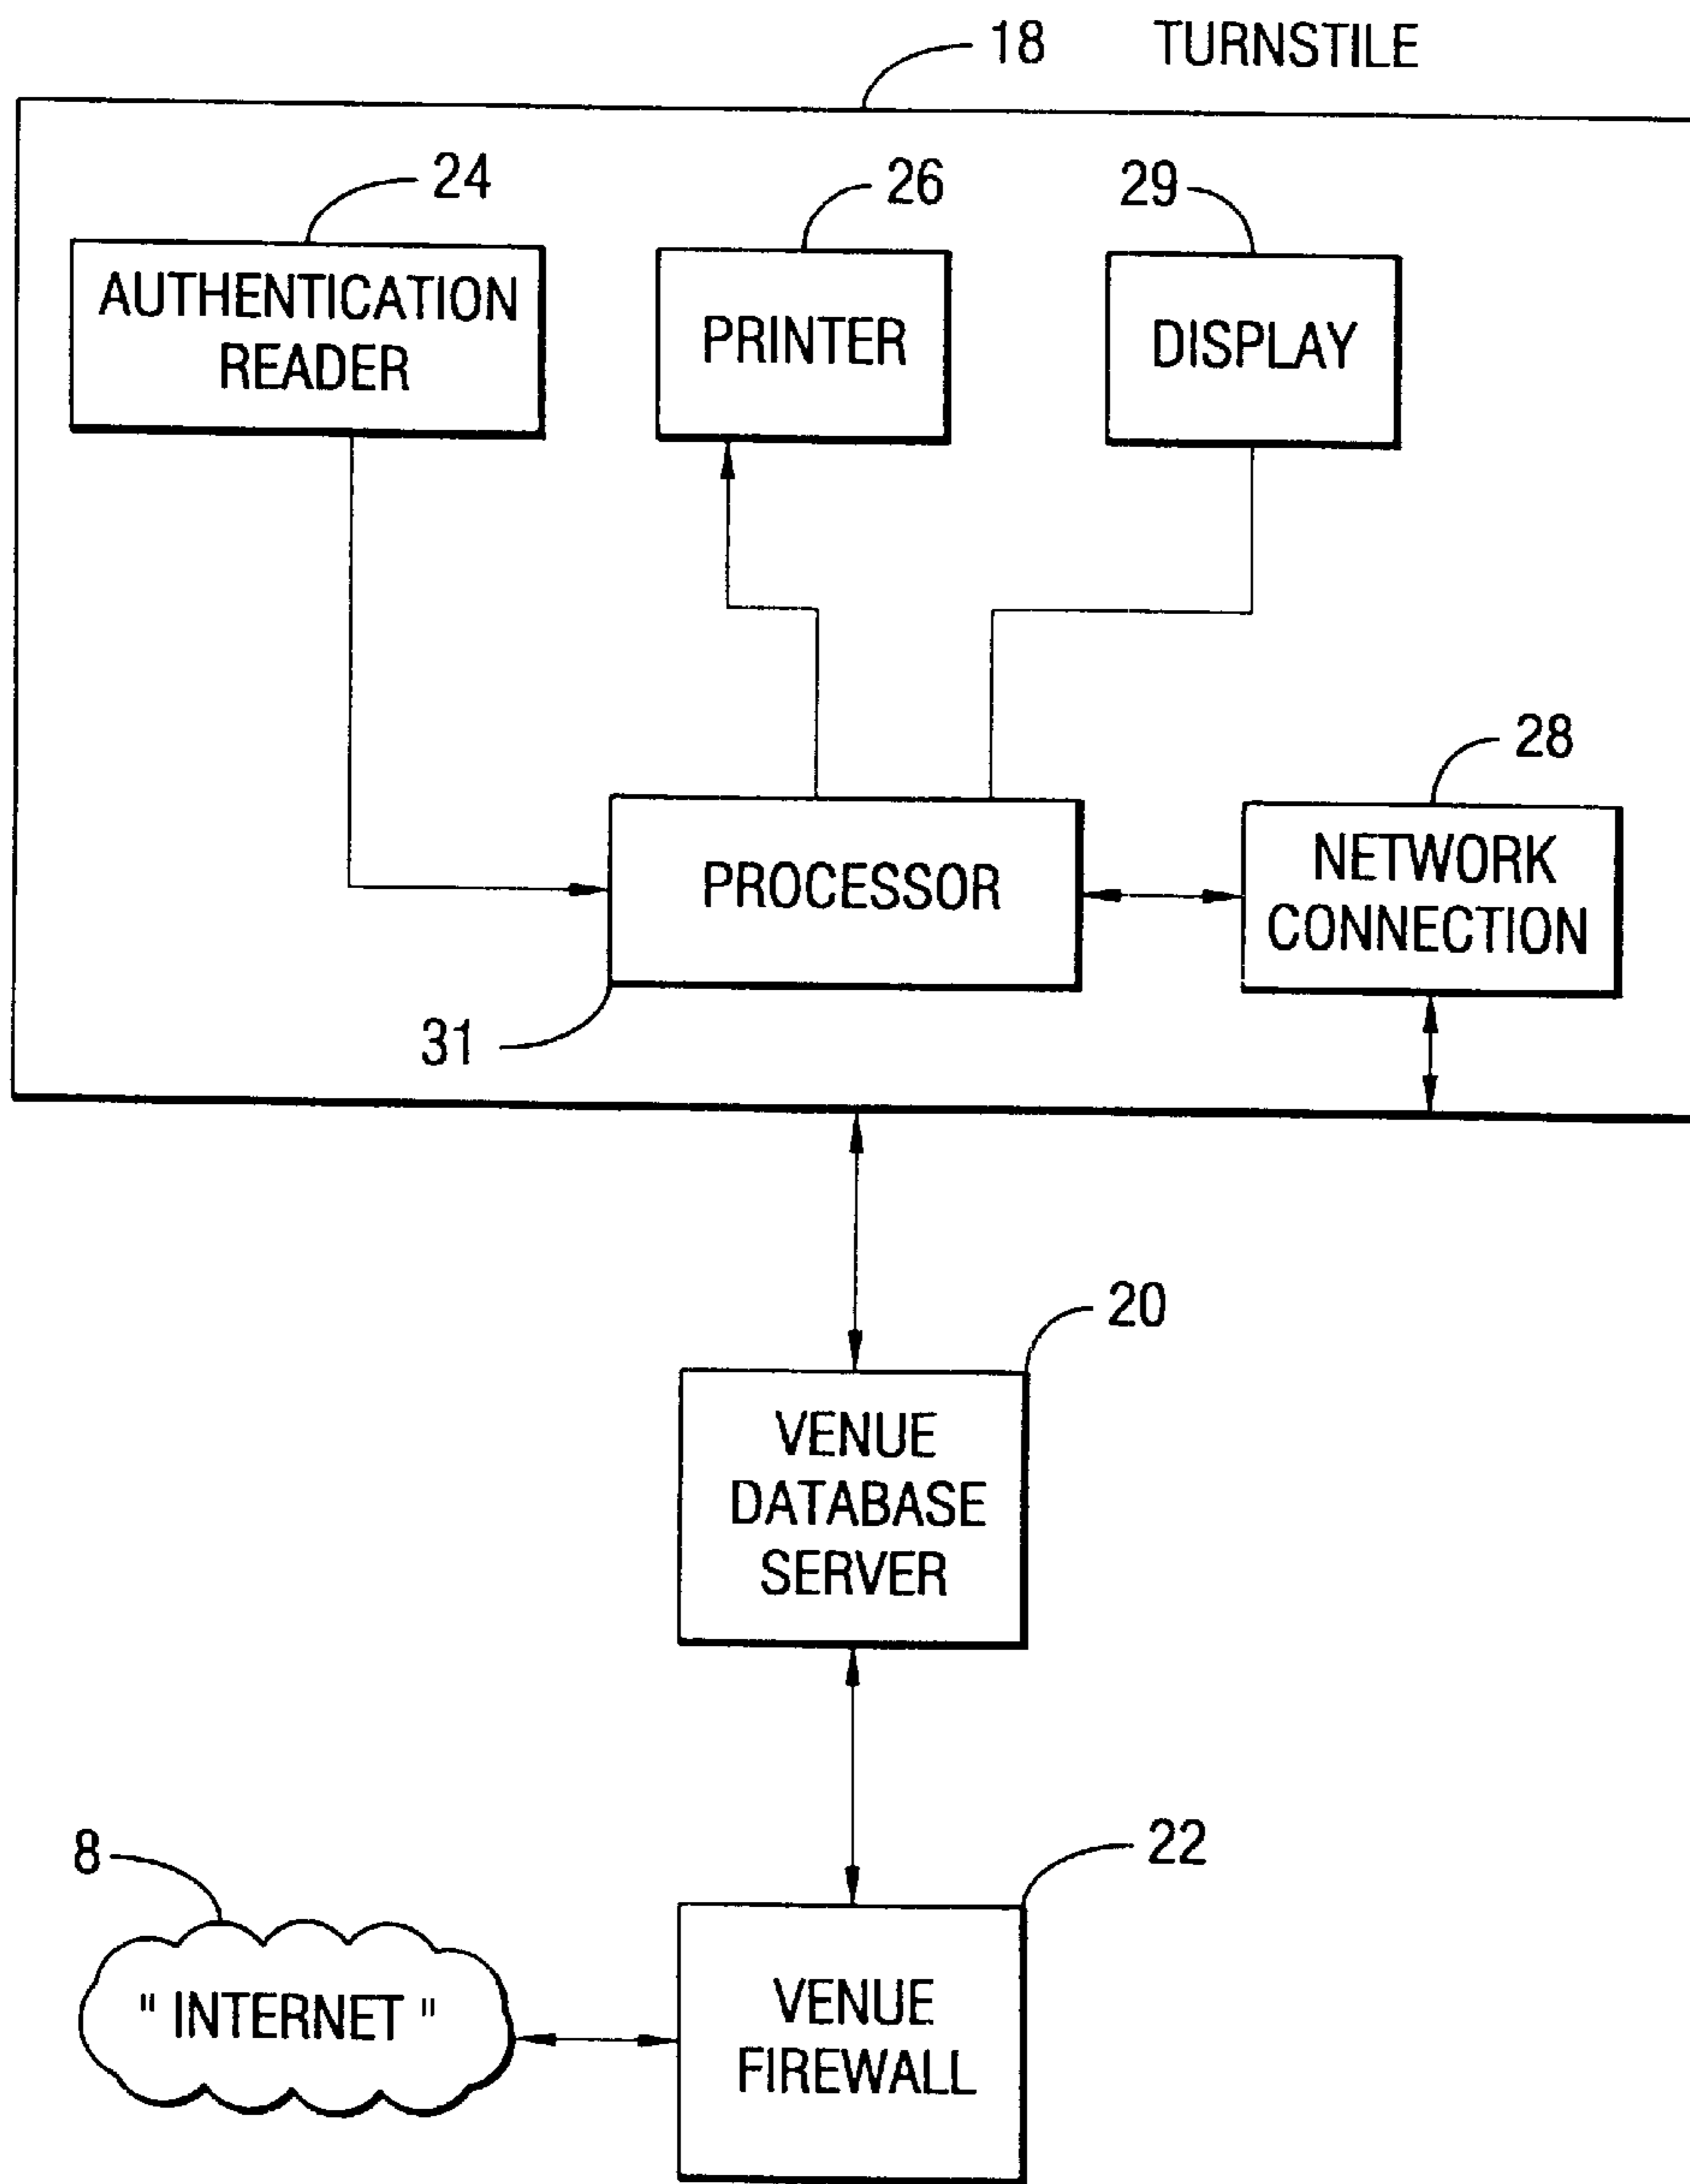 18 TURNSTILE
24
26
29
AUTHENTICATION
READER
PRINTER
DISPLAY
28
PROCESSOR
NETWORK
CONNECTION
31
20
VENUE
DATABASE
SERVER
8
22
" INTERNET "
VENUE
FIREWALL